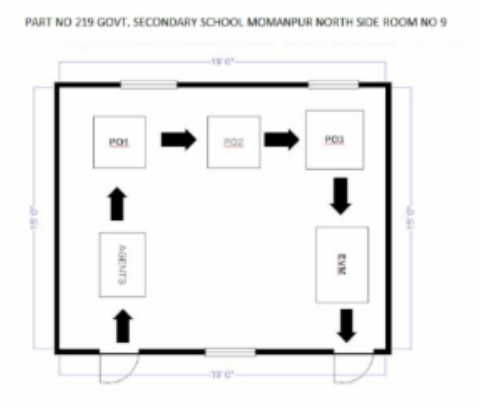 PART NO 219 GOVT. SECONDARY SCHOOL MOMANPUR NORTH SIDE ROOM NO 9
19' 0"
PO1
PO2
PO3
15' 0"
15' 0"
AGENTS
EVM
19' 0"